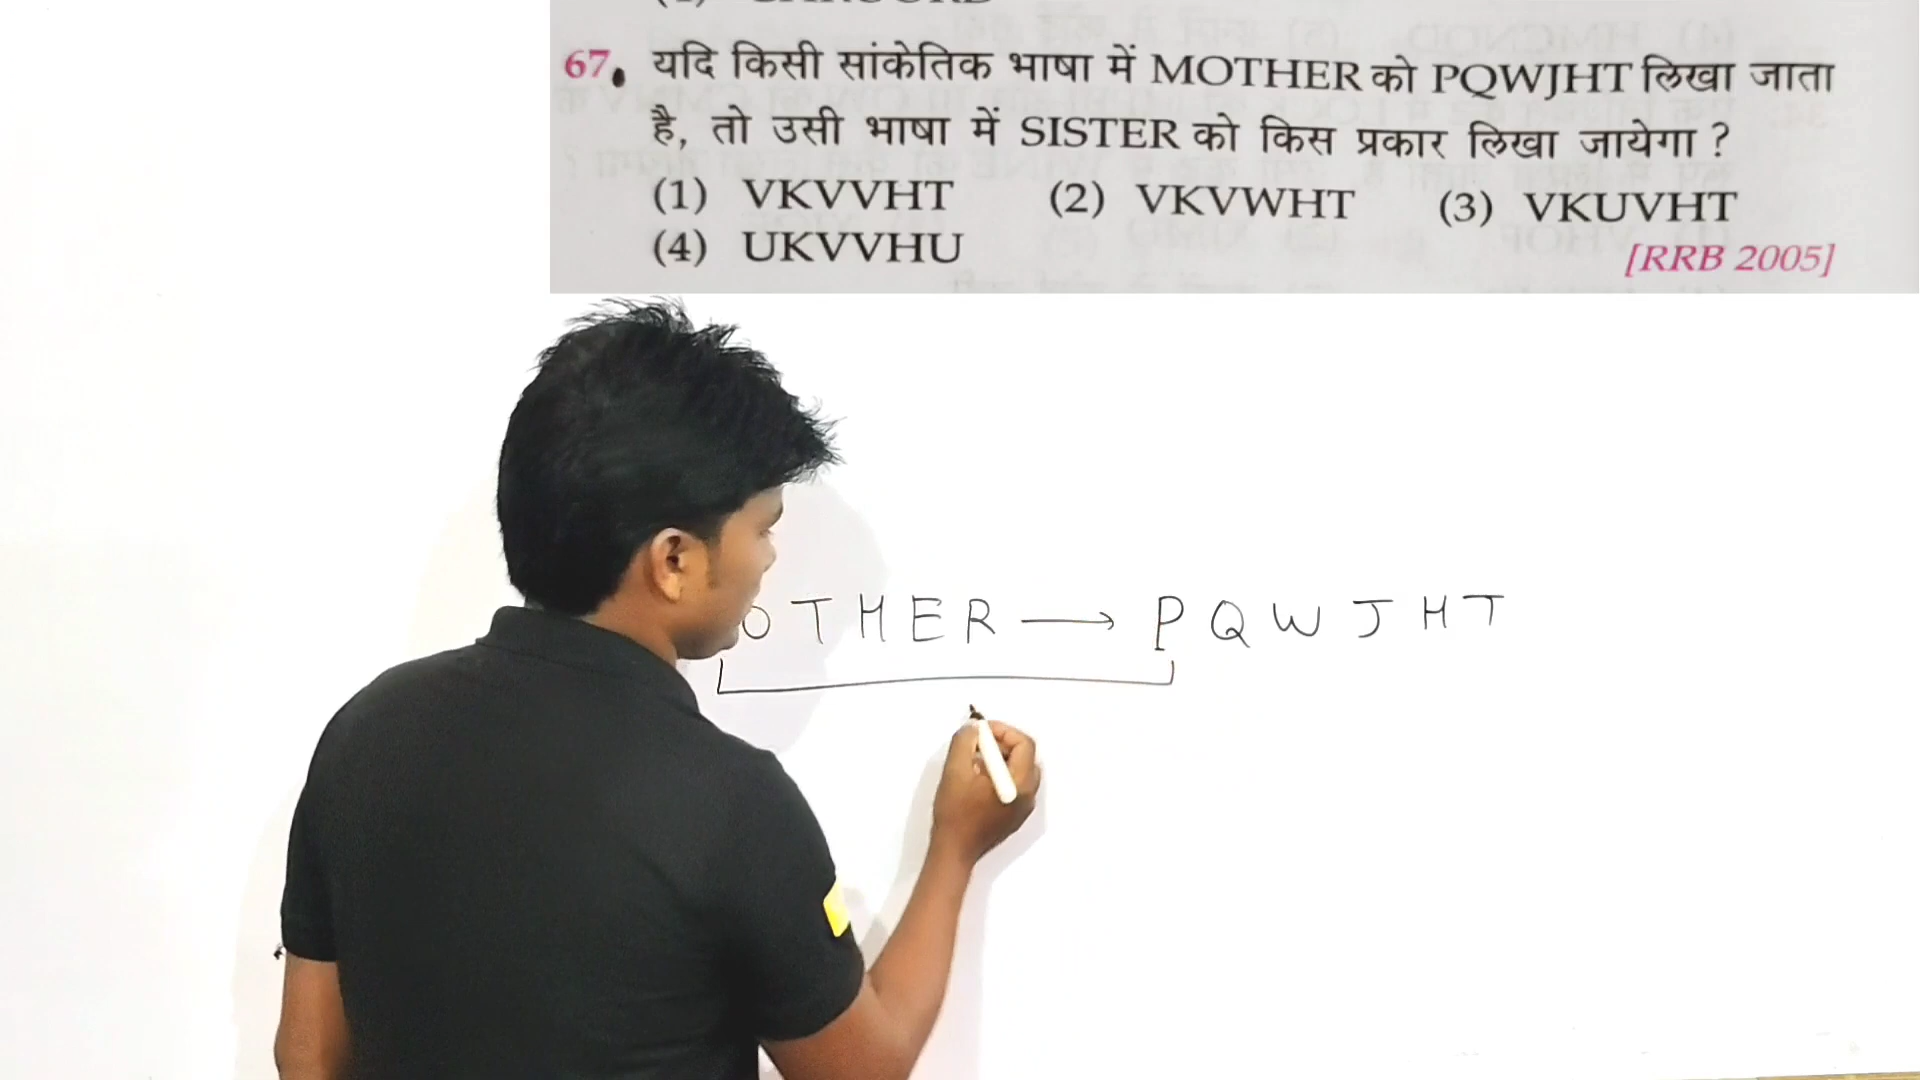 67. यदि किसी सांकेतिक भाषा में MOTHER को PQWJHT लिखा जाता
है, तो उसी भाषा में SISTER को किस प्रकार लिखा जायेगा ?
(1) VKVVHT (2) VKVWHT (3) VKUVHT
(4) UKVVHU [RRB 2005]
OTHER → PQWJHT